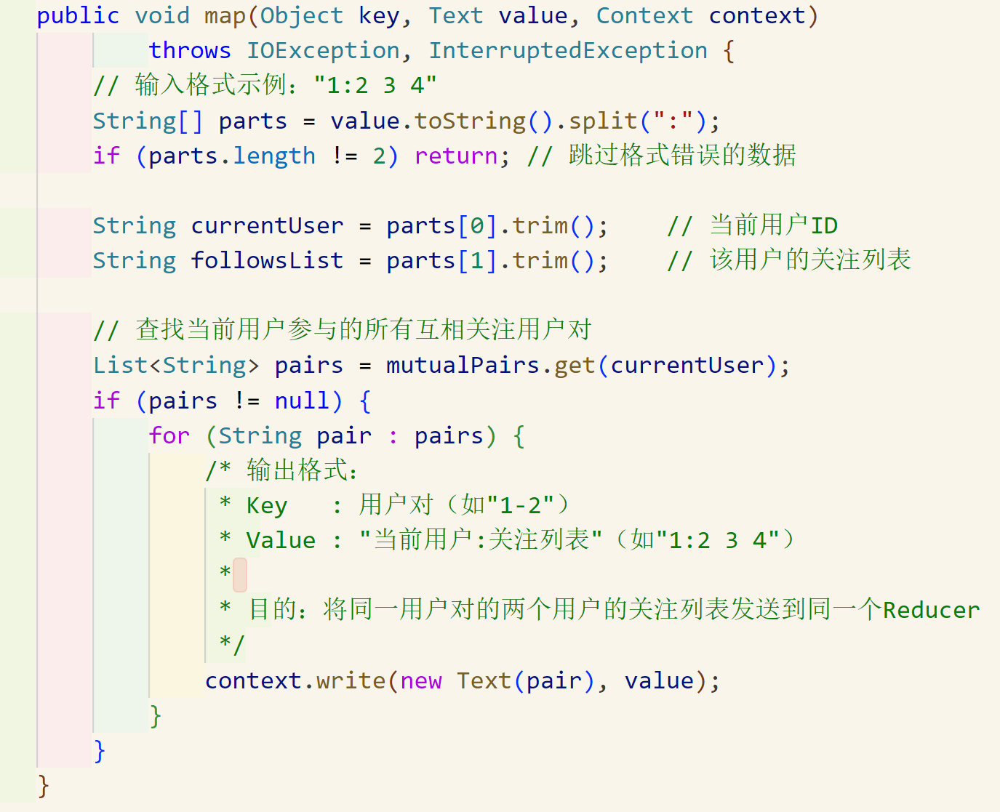 public void map(Object key, Text value, Context context)
        throws IOException, InterruptedException {
    // 输入格式示例："1:2 3 4"
    String[] parts = value.toString().split(":");
    if (parts.length != 2) return; // 跳过格式错误的数据

    String currentUser = parts[0].trim();    // 当前用户ID
    String followsList = parts[1].trim();    // 该用户的关注列表

    // 查找当前用户参与的所有互相关注用户对
    List<String> pairs = mutualPairs.get(currentUser);
    if (pairs != null) {
        for (String pair : pairs) {
            /* 输出格式：
             * Key   : 用户对（如"1-2"）
             * Value : "当前用户:关注列表"（如"1:2 3 4"）
             *
             * 目的：将同一用户对的两个用户的关注列表发送到同一个Reducer
             */
            context.write(new Text(pair), value);
        }
    }
}